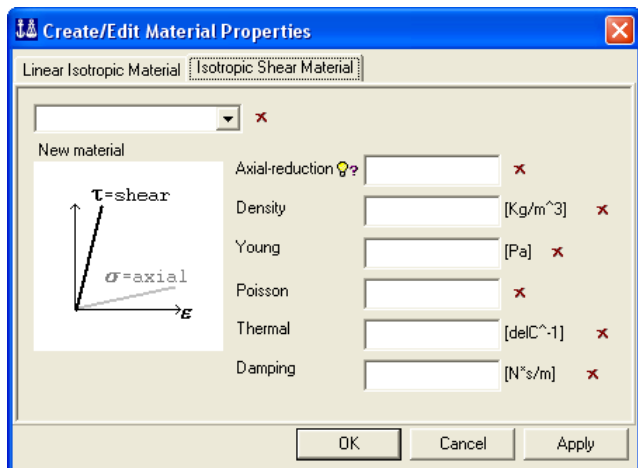 Create/Edit Material Properties
Linear Isotropic Material Isotropic Shear Material
New material
τ=shear
σ=axial
ε
Axial-reduction ?
Density [Kg/m^3]
Young [Pa]
Poisson
Thermal [delC^-1]
Damping [N*s/m]
OK Cancel Apply